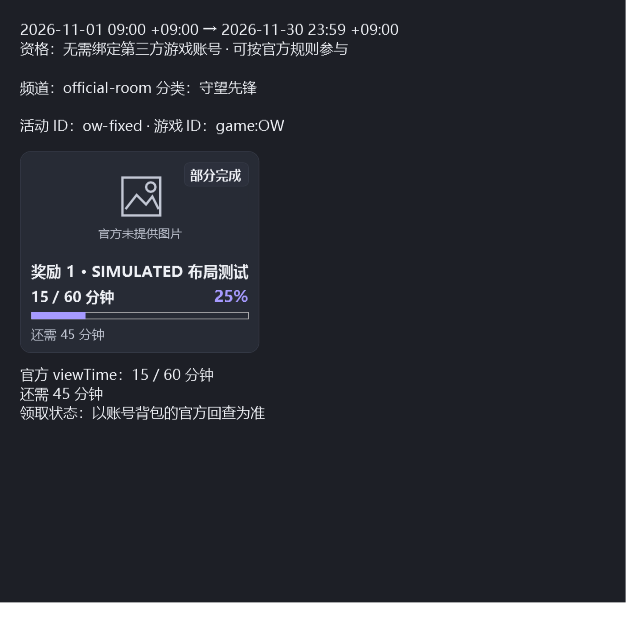 2026-11-01 09:00 +09:00 → 2026-11-30 23:59 +09:00
资格：无需绑定第三方游戏账号 · 可按官方规则参与
频道：official-room 分类：守望先锋
活动 ID：ow-fixed · 游戏 ID：game:OW
部分完成
官方未提供图片
奖励 1 • SIMULATED 布局测试
15 / 60 分钟 25%
还需 45 分钟
官方 viewTime：15 / 60 分钟
还需 45 分钟
领取状态：以账号背包的官方回查为准